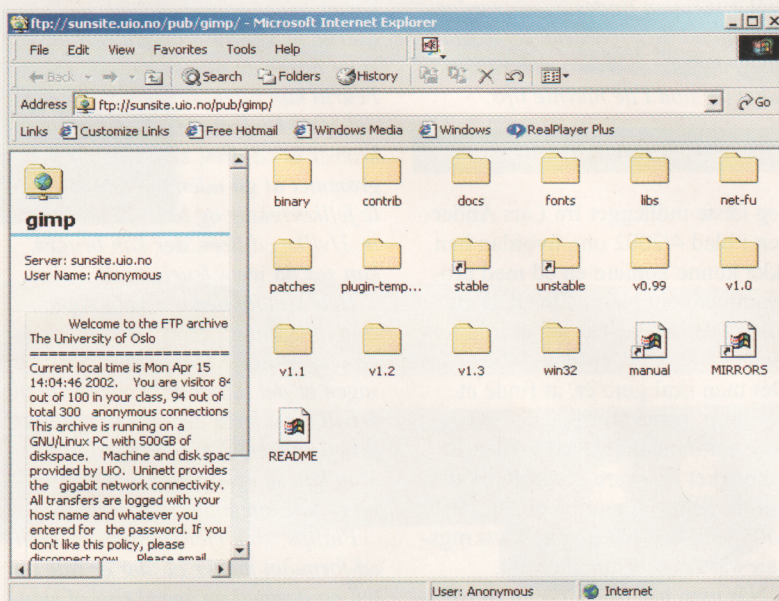 ftp://sunsite.uio.no/pub/gimp/ - Microsoft Internet Explorer
File Edit View Favorites Tools Help
Back Search Folders History
Address ftp://sunsite.uio.no/pub/gimp/ Go
Links Customize Links Free Hotmail Windows Media Windows RealPlayer Plus
gimp
Server: sunsite.uio.no
User Name: Anonymous
Welcome to the FTP archive
The University of Oslo
======================
Current local time is Mon Apr 15
14:04:46 2002. You are visitor
out of 100 in your class, 94 out of
total 300 anonymous connections
This archive is running on a
GNU/Linux PC with 500GB of
diskspace. Machine and disk spac
provided by UiO. Uninett provides
the gigabit network connectivity.
All transfers are logged with your
host name and whatever you
entered for the password. If you
don't like this policy, please
disconnect now. Please email
binary contrib docs fonts libs net-fu
patches plugin-temp... stable unstable v0.99 v1.0
v1.1 v1.2 v1.3 win32 manual MIRRORS
README
User: Anonymous Internet